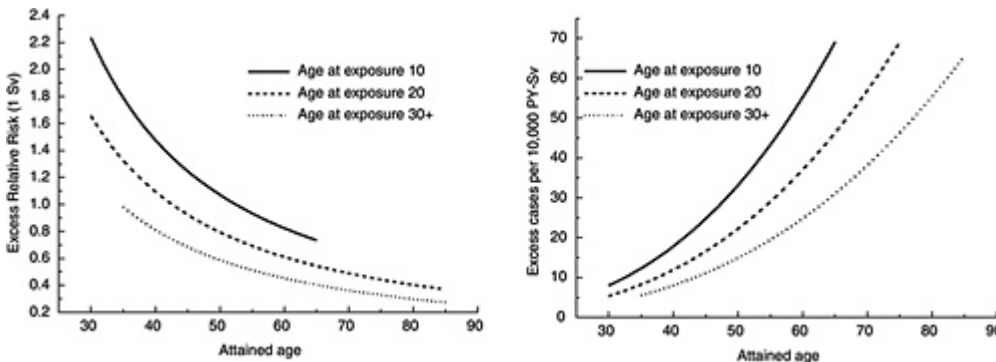 2.4
2.2
2.0
1.8
1.6
1.4
1.2
1.0
0.8
0.6
0.4
0.2
Excess Relative Risk (1 Sv)
Age at exposure 10
Age at exposure 20
Age at exposure 30+
30 40 50 60 70 80 90
Attained age
70
60
50
40
30
20
10
0
Excess cases per 10,000 PY-Sv
Age at exposure 10
Age at exposure 20
Age at exposure 30+
30 40 50 60 70 80 90
Attained age